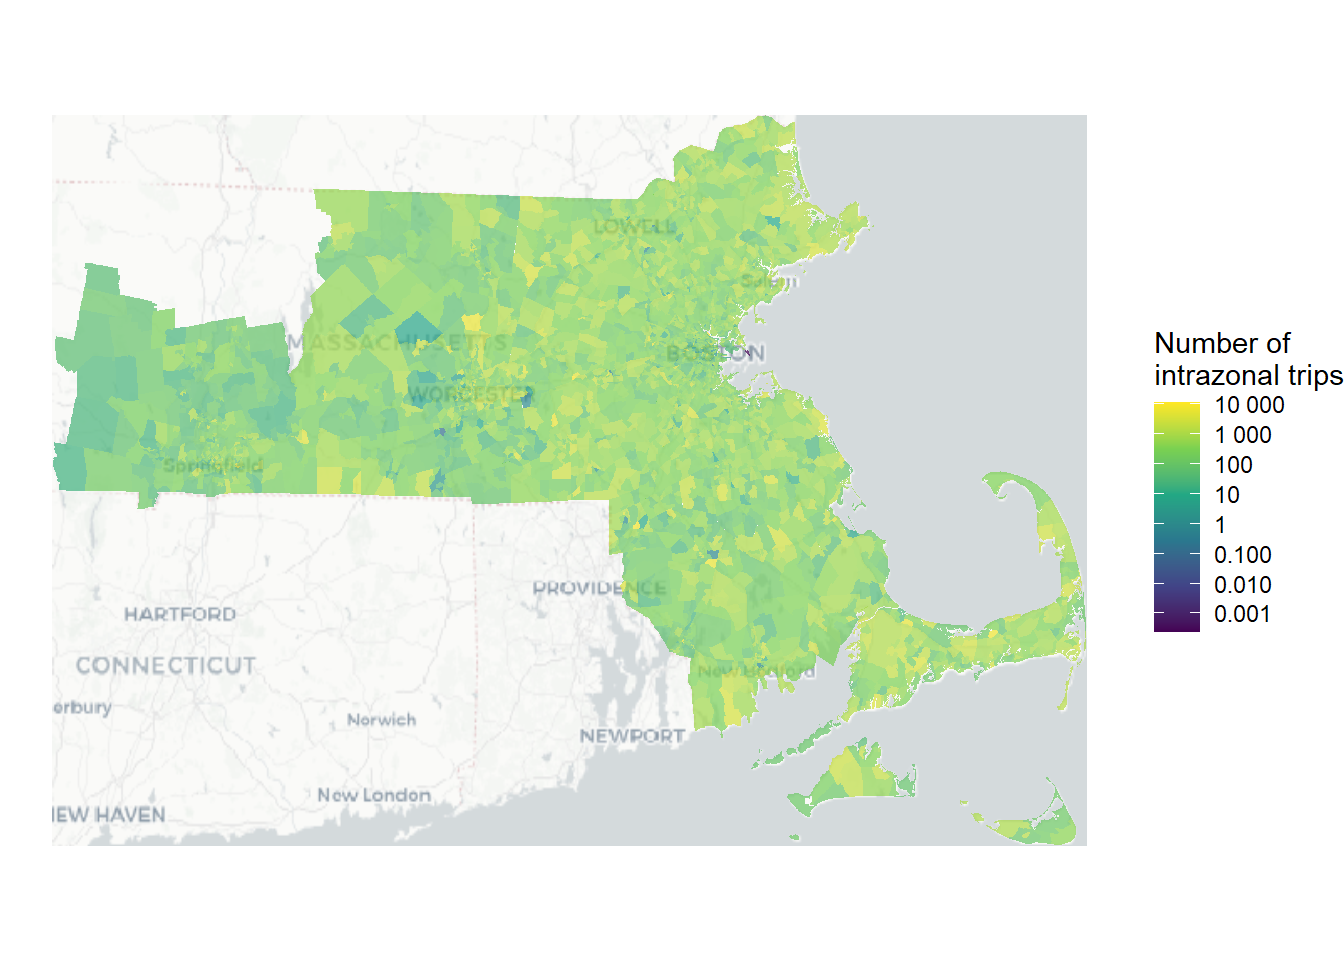 LOWELL
Salem
MASSACHUSETTS
BOSTON
WORCESTER
Springfield
PROVIDENCE
HARTFORD
CONNECTICUT
New Bedford
erbury
Norwich
NEWPORT
New London
IEW HAVEN
Number of
intrazonal trips
10 000
1 000
100
10
1
0.100
0.010
0.001